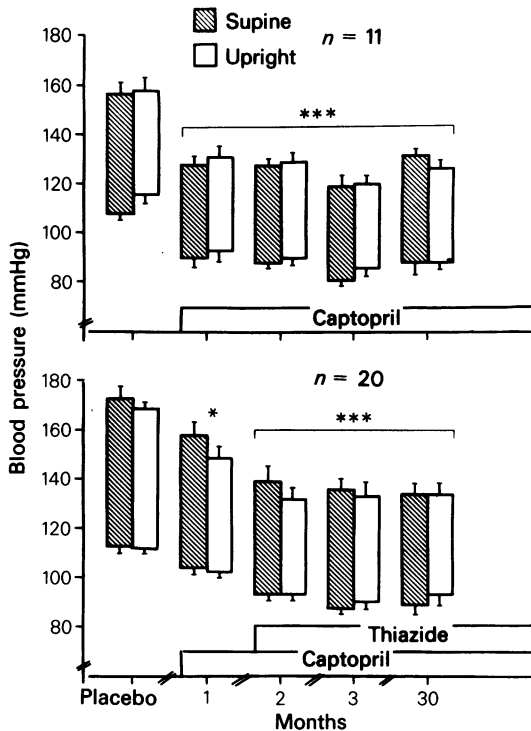 Supine
Upright
n = 11
180
160
140
120
100
80
***
Captopril
Blood pressure (mmHg)
n = 20
180
160
140
120
100
80
*
***
Thiazide
Captopril
Placebo 1 2 3 30
Months